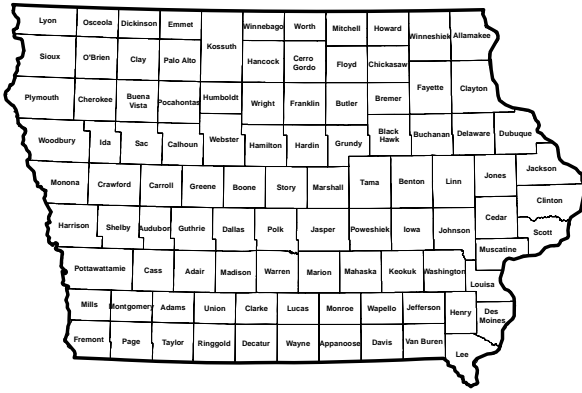 Lyon Osceola Dickinson Emmet Winnebago Worth Mitchell Howard Winneshiek Allamakee
Kossuth
Sioux O'Brien Clay Palo Alto Hancock Cerro Gordo Floyd Chickasaw
Fayette Clayton
Plymouth Cherokee Buena Vista Pocahontas Humboldt Wright Franklin Butler Bremer
Woodbury Ida Sac Calhoun Webster Hamilton Hardin Grundy Black Hawk Buchanan Delaware Dubuque
Monona Crawford Carroll Greene Boone Story Marshall Tama Benton Linn Jones Jackson
Clinton
Harrison Shelby Audubon Guthrie Dallas Polk Jasper Poweshiek Iowa Johnson Cedar Scott
Muscatine
Pottawattamie Cass Adair Madison Warren Marion Mahaska Keokuk Washington Louisa
Mills Montgomery Adams Union Clarke Lucas Monroe Wapello Jefferson Henry Des Moines
Fremont Page Taylor Ringgold Decatur Wayne Appanoose Davis Van Buren Lee